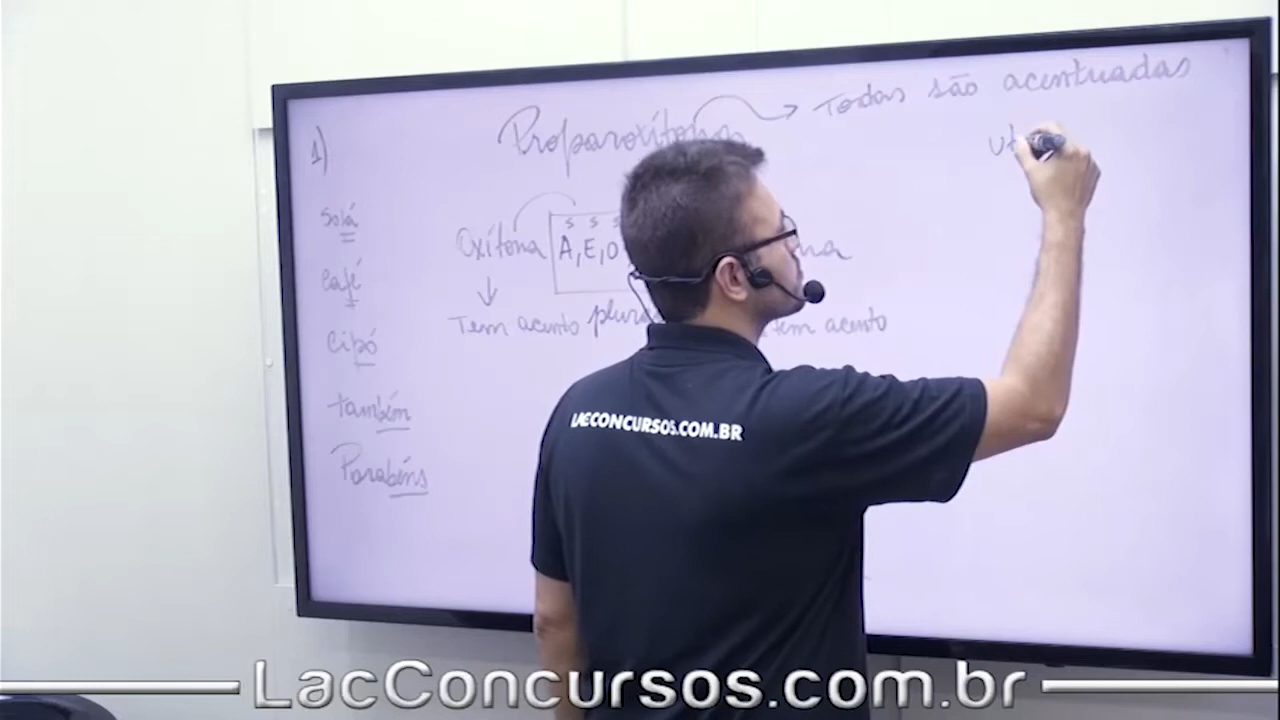 1)
Proparoxítona → Todas são acentuadas
sofá
café
cipó
também
Parabéns
Oxítona
s s s
A, E, O
Tem acento plural
tem acento
LACCONCURSOS.COM.BR
LacConcursos.com.br